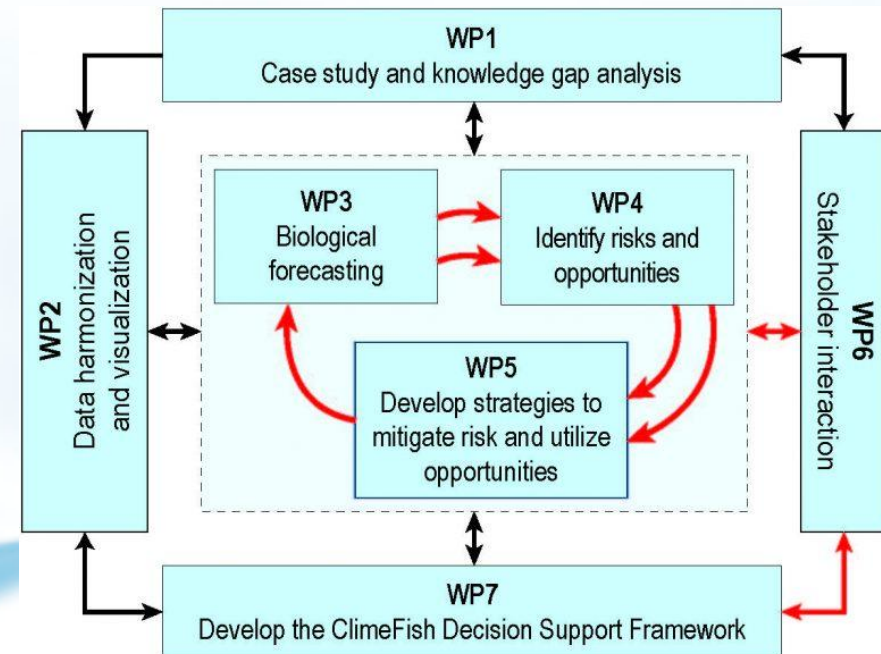 WP1
Case study and knowledge gap analysis
WP2
Data harmonization
and visualization
WP3
Biological
forecasting
WP4
Identify risks and
opportunities
WP5
Develop strategies to
mitigate risk and utilize
opportunities
WP6
Stakeholder interaction
WP7
Develop the ClimeFish Decision Support Framework